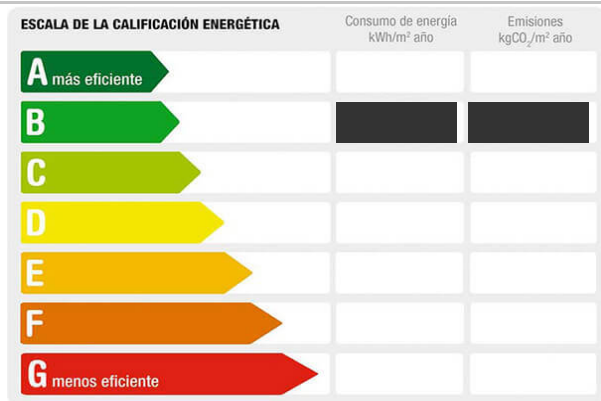 ESCALA DE LA CALIFICACIÓN ENERGÉTICA
Consumo de energía
kWh/m² año
Emisiones
kgCO₂/m² año
A más eficiente
B
C
D
E
F
G menos eficiente